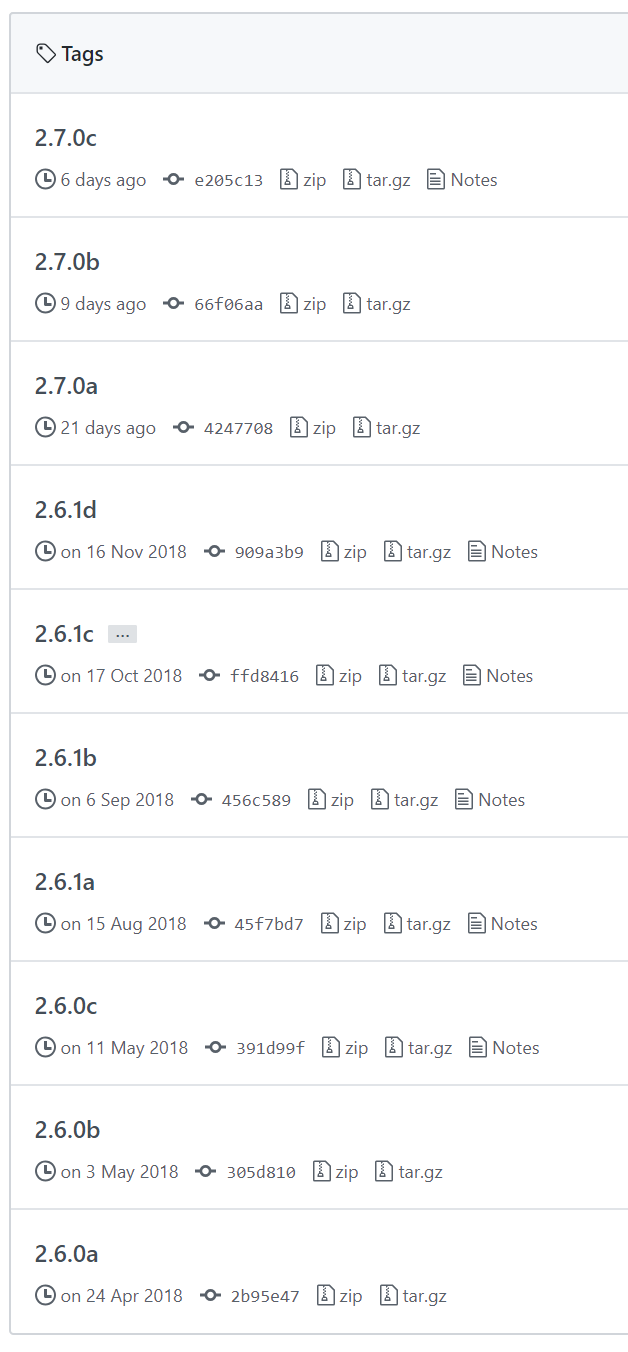 Tags
2.7.0c
6 days ago e205c13 zip tar.gz Notes
2.7.0b
9 days ago 66f06aa zip tar.gz
2.7.0a
21 days ago 4247708 zip tar.gz
2.6.1d
on 16 Nov 2018 909a3b9 zip tar.gz Notes
2.6.1c ...
on 17 Oct 2018 ffd8416 zip tar.gz Notes
2.6.1b
on 6 Sep 2018 456c589 zip tar.gz Notes
2.6.1a
on 15 Aug 2018 45f7bd7 zip tar.gz Notes
2.6.0c
on 11 May 2018 391d99f zip tar.gz Notes
2.6.0b
on 3 May 2018 305d810 zip tar.gz
2.6.0a
on 24 Apr 2018 2b95e47 zip tar.gz